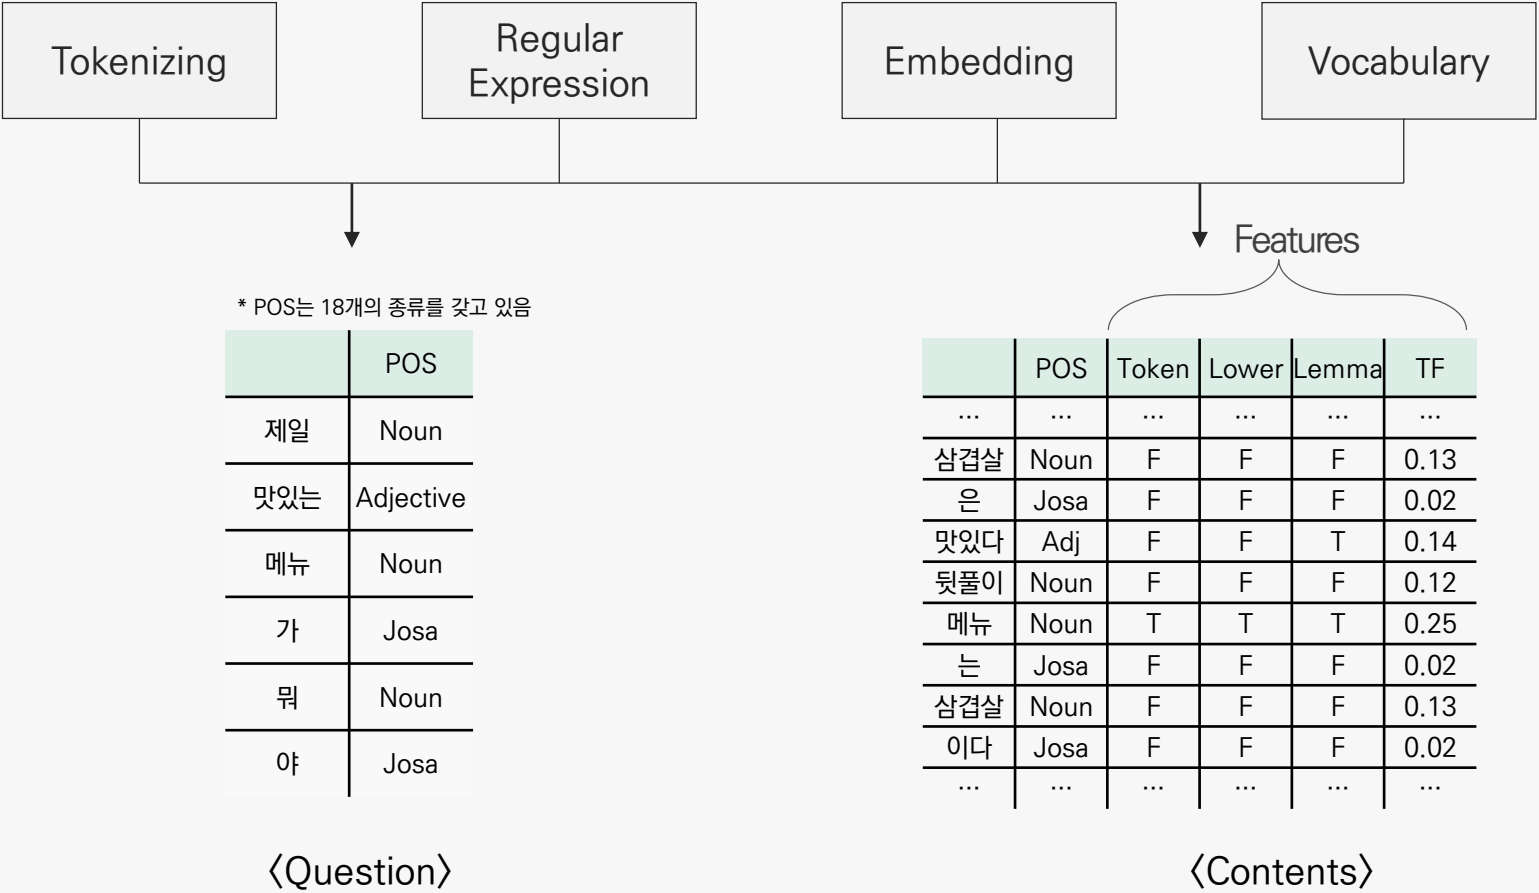 Tokenizing
Regular
Expression
Embedding
Vocabulary
Features
* POS는 18개의 종류를 갖고 있음
POS
제일 Noun
맛있는 Adjective
메뉴 Noun
가 Josa
뭐 Noun
야 Josa
〈Question〉
POS Token Lower Lemma TF
... ... ... ... ... ...
삼겹살 Noun F F F 0.13
은 Josa F F F 0.02
맛있다 Adj F F T 0.14
뒷풀이 Noun F F F 0.12
메뉴 Noun T T T 0.25
는 Josa F F F 0.02
삼겹살 Noun F F F 0.13
이다 Josa F F F 0.02
... ... ... ... ... ...
〈Contents〉